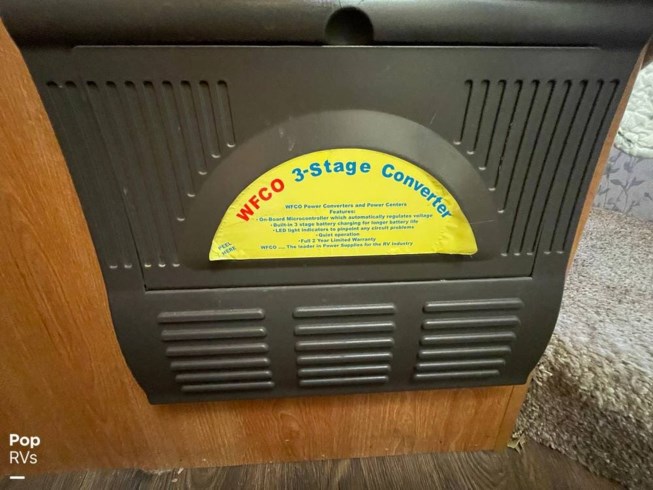 WFCO 3-Stage Converter
WFCO Power Converters and Power Centers
Features:
•On-Board Microcontroller which automatically regulates voltage
•Built-in 3 stage battery charging for longer battery life
•LED light indicators to pinpoint any circuit problems
•Quiet operation
•Full 2 Year Limited Warranty
WFCO .... The leader in Power Supplies for the RV industry
PEEL
HERE
Pop
RVs